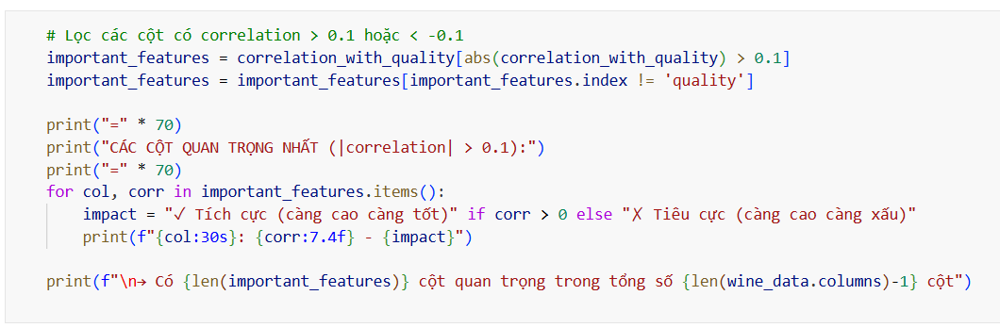 # Lọc các cột có correlation > 0.1 hoặc < -0.1
important_features = correlation_with_quality[abs(correlation_with_quality) > 0.1]
important_features = important_features[important_features.index != 'quality']

print("=" * 70)
print("CÁC CỘT QUAN TRỌNG NHẤT (|correlation| > 0.1):")
print("=" * 70)
for col, corr in important_features.items():
    impact = "✓ Tích cực (càng cao càng tốt)" if corr > 0 else "✗ Tiêu cực (càng cao càng xấu)"
    print(f"{col:30s}: {corr:7.4f} - {impact}")

print(f"\n→ Có {len(important_features)} cột quan trọng trong tổng số {len(wine_data.columns)-1} cột")